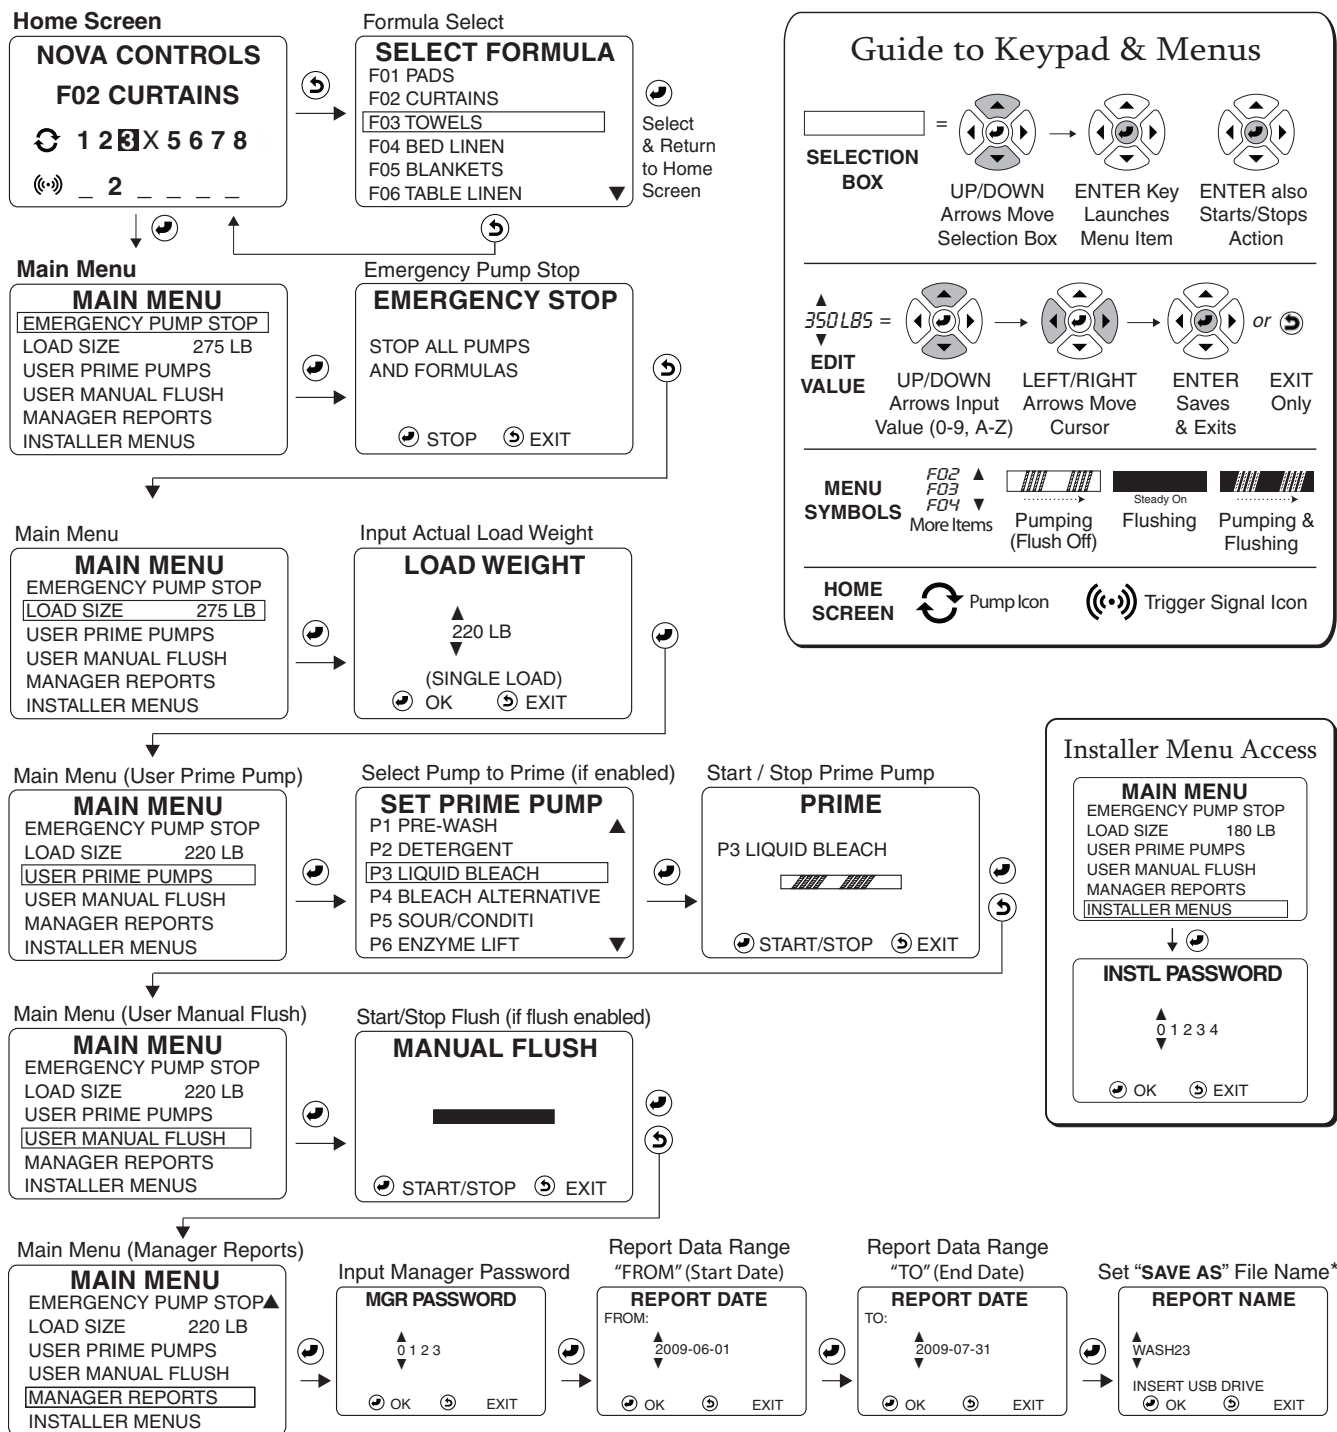 Home Screen
NOVA CONTROLS
F02 CURTAINS
1 2 3 X 5 6 7 8
_ 2 _ _ _ _
Formula Select
SELECT FORMULA
F01 PADS
F02 CURTAINS
F03 TOWELS
F04 BED LINEN
F05 BLANKETS
F06 TABLE LINEN ▼
Select
& Return
to Home
Screen
Main Menu
MAIN MENU
EMERGENCY PUMP STOP
LOAD SIZE 275 LB
USER PRIME PUMPS
USER MANUAL FLUSH
MANAGER REPORTS
INSTALLER MENUS
Emergency Pump Stop
EMERGENCY STOP
STOP ALL PUMPS
AND FORMULAS
STOP EXIT
Main Menu
MAIN MENU
EMERGENCY PUMP STOP
LOAD SIZE 275 LB
USER PRIME PUMPS
USER MANUAL FLUSH
MANAGER REPORTS
INSTALLER MENUS
Input Actual Load Weight
LOAD WEIGHT
220 LB
(SINGLE LOAD)
OK EXIT
Main Menu (User Prime Pump)
MAIN MENU
EMERGENCY PUMP STOP
LOAD SIZE 220 LB
USER PRIME PUMPS
USER MANUAL FLUSH
MANAGER REPORTS
INSTALLER MENUS
Select Pump to Prime (if enabled)
SET PRIME PUMP
P1 PRE-WASH ▲
P2 DETERGENT
P3 LIQUID BLEACH
P4 BLEACH ALTERNATIVE
P5 SOUR/CONDITI
P6 ENZYME LIFT ▼
Start / Stop Prime Pump
PRIME
P3 LIQUID BLEACH
START/STOP EXIT
Main Menu (User Manual Flush)
MAIN MENU
EMERGENCY PUMP STOP
LOAD SIZE 220 LB
USER PRIME PUMPS
USER MANUAL FLUSH
MANAGER REPORTS
INSTALLER MENUS
Start/Stop Flush (if flush enabled)
MANUAL FLUSH
START/STOP EXIT
Main Menu (Manager Reports)
MAIN MENU
EMERGENCY PUMP STOP▲
LOAD SIZE 220 LB
USER PRIME PUMPS
USER MANUAL FLUSH
MANAGER REPORTS
INSTALLER MENUS
Input Manager Password
MGR PASSWORD
0 1 2 3
OK EXIT
Report Data Range
"FROM" (Start Date)
REPORT DATE
FROM:
2009-06-01
OK EXIT
Report Data Range
"TO" (End Date)
REPORT DATE
TO:
2009-07-31
OK EXIT
Set "SAVE AS" File Name*
REPORT NAME
WASH23
INSERT USB DRIVE
OK EXIT
Guide to Keypad & Menus
SELECTION
BOX
=
UP/DOWN
Arrows Move
Selection Box
ENTER Key
Launches
Menu Item
ENTER also
Starts/Stops
Action
350LBS =
EDIT
VALUE
UP/DOWN
Arrows Input
Value (0-9, A-Z)
LEFT/RIGHT
Arrows Move
Cursor
or
ENTER
Saves
& Exits
EXIT
Only
MENU
SYMBOLS
F02 ▲
F03
F04 ▼
More Items
Pumping
(Flush Off)
Steady On
Flushing
Pumping &
Flushing
HOME
SCREEN
Pump Icon
Trigger Signal Icon
Installer Menu Access
MAIN MENU
EMERGENCY PUMP STOP
LOAD SIZE 180 LB
USER PRIME PUMPS
USER MANUAL FLUSH
MANAGER REPORTS
INSTALLER MENUS
INSTL PASSWORD
0 1 2 3 4
OK EXIT